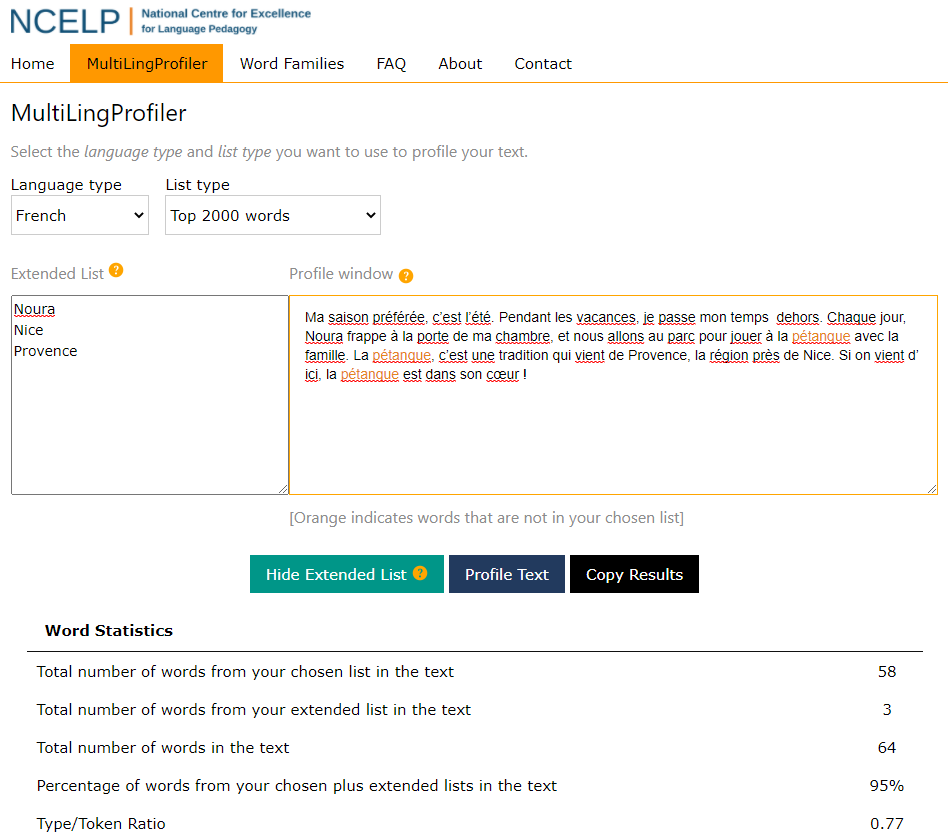 NCELP | National Centre for Excellence
for Language Pedagogy
Home MultiLingProfiler Word Families FAQ About Contact
MultiLingProfiler
Select the language type and list type you want to use to profile your text.
Language type List type
French Top 2000 words
Extended List ? Profile window ?
Noura
Nice
Provence
Ma saison préférée, c’est l’été. Pendant les vacances, je passe mon temps  dehors. Chaque jour,
Noura frappe à la porte de ma chambre, et nous allons au parc pour jouer à la pétanque avec la
famille. La pétanque, c’est une tradition qui vient de Provence, la région près de Nice. Si on vient d’
ici, la pétanque est dans son cœur !
[Orange indicates words that are not in your chosen list]
Hide Extended List ? Profile Text Copy Results
Word Statistics
Total number of words from your chosen list in the text 58
Total number of words from your extended list in the text 3
Total number of words in the text 64
Percentage of words from your chosen plus extended lists in the text 95%
Type/Token Ratio 0.77